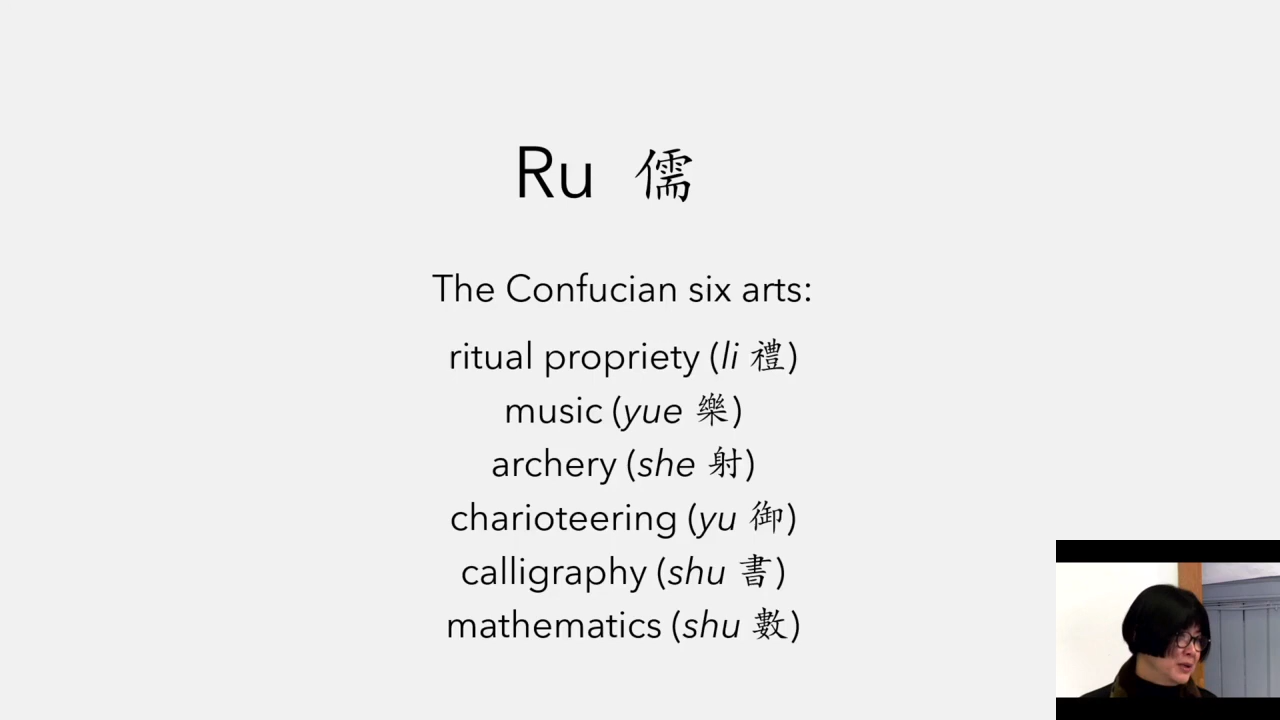 Ru 儒
The Confucian six arts:
ritual propriety (li 禮)
music (yue 樂)
archery (she 射)
charioteering (yu 御)
calligraphy (shu 書)
mathematics (shu 數)